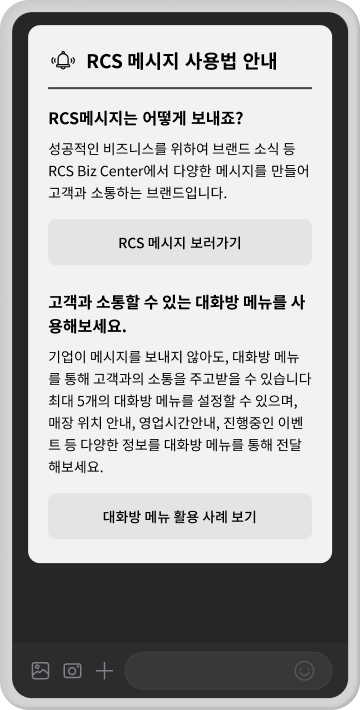 RCS 메시지 사용법 안내
RCS메시지는 어떻게 보내죠?
성공적인 비즈니스를 위하여 브랜드 소식 등
RCS Biz Center에서 다양한 메시지를 만들어
고객과 소통하는 브랜드입니다.
RCS 메시지 보러가기
고객과 소통할 수 있는 대화방 메뉴를 사
용해보세요.
기업이 메시지를 보내지 않아도, 대화방 메뉴
를 통해 고객과의 소통을 주고받을 수 있습니다
최대 5개의 대화방 메뉴를 설정할 수 있으며,
매장 위치 안내, 영업시간안내, 진행중인 이벤
트 등 다양한 정보를 대화방 메뉴를 통해 전달
해보세요.
대화방 메뉴 활용 사례 보기